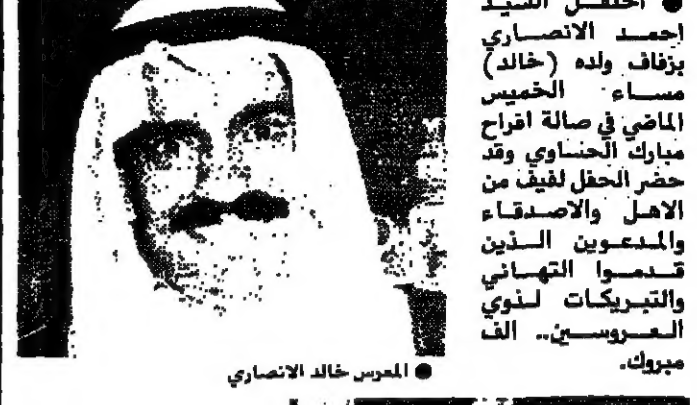 ● احتفل السيد
احمد الانصاري
بزفاف ولده (خالد)
مساء الخميس
الماضي في صالة افراح
مبارك الحساوي وقد
حضر الحفل لفيف من
الاهل والاصدقاء
والمدعوين الذين
قدموا التهاني
والتبريكات لذوي
العروسين.. الف
مبروك.
● المعرس خالد الانصاري